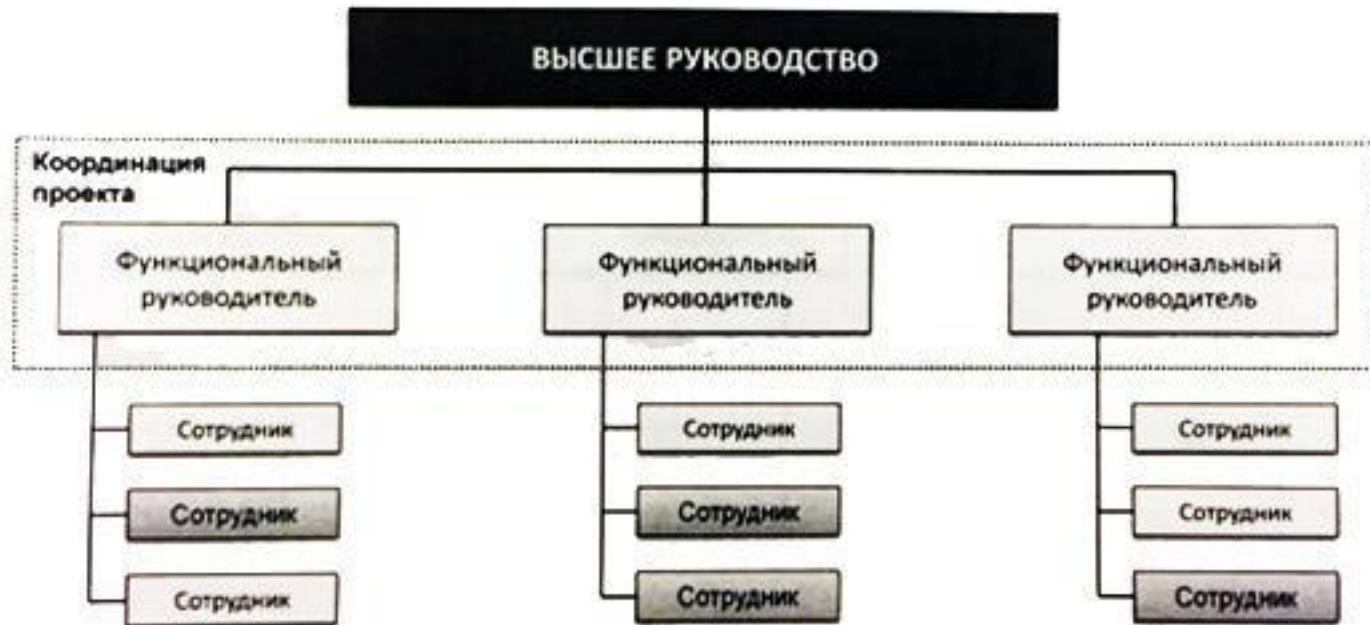 ВЫСШЕЕ РУКОВОДСТВО
Координация
проекта
Функциональный
руководитель
Функциональный
руководитель
Функциональный
руководитель
Сотрудник
Сотрудник
Сотрудник
Сотрудник
Сотрудник
Сотрудник
Сотрудник
Сотрудник
Сотрудник